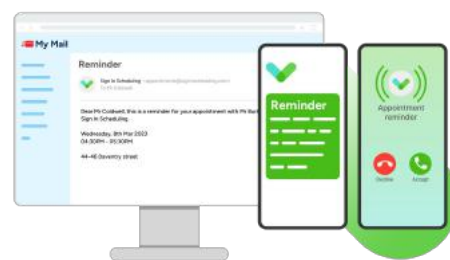 My Mail
Reminder
Sign In Scheduling
Dear Mr Coldwell, this is a reminder for your appointment with Mr
Sign In Scheduling.
Wednesday, 8th Mar 2023
04:30PM - 05:30PM
44-46 Daventry street
Reminder
Appointment
reminder
Decline
Accept